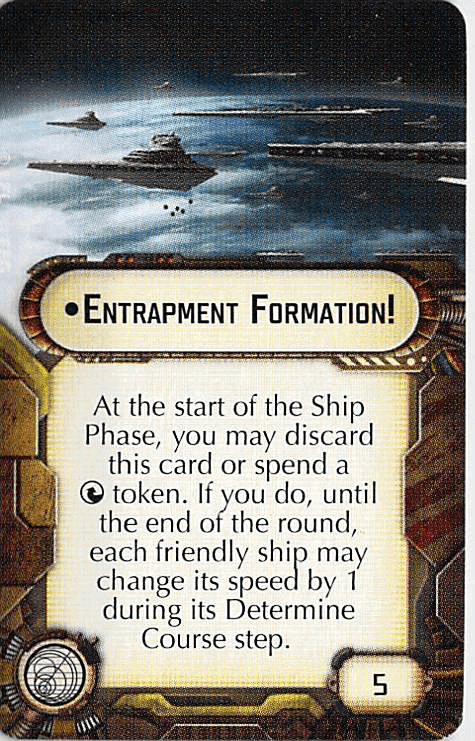 •Entrapment Formation!
At the start of the Ship
Phase, you may discard
this card or spend a
token. If you do, until
the end of the round,
each friendly ship may
change its speed by 1
during its Determine
Course step.
5